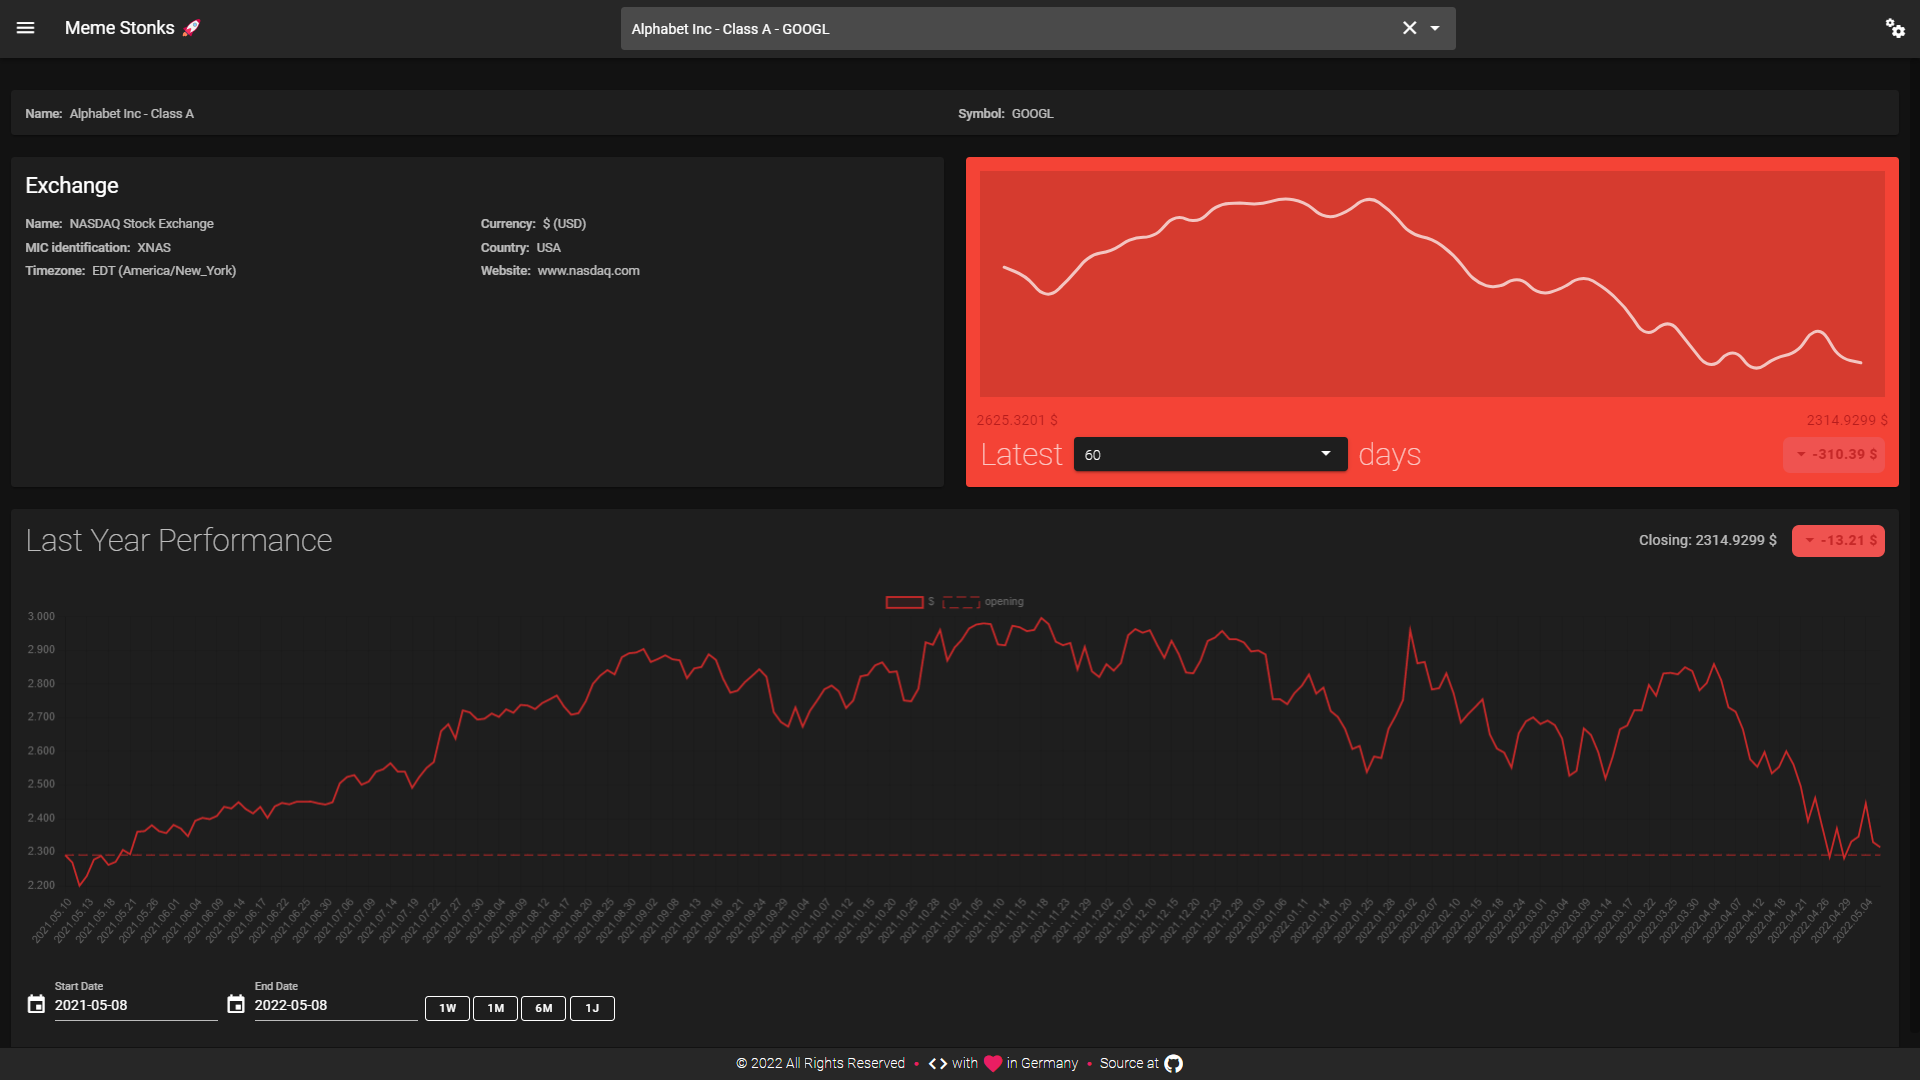 Meme Stonks 🚀
Alphabet Inc - Class A - GOOGL
Name: Alphabet Inc - Class A
Symbol: GOOGL
Exchange
Name: NASDAQ Stock Exchange
Currency: $ (USD)
MIC identification: XNAS
Country: USA
Timezone: EDT (America/New_York)
Website: www.nasdaq.com
2625.3201 $
2314.9299 $
Latest 60 days
-310.39 $
Last Year Performance
Closing: 2314.9299 $
-13.21 $
$ opening
3.000
2.900
2.800
2.700
2.600
2.500
2.400
2.300
2.200
2021.05.10 2021.05.13 2021.05.18 2021.05.21 2021.05.26 2021.06.01 2021.06.04 2021.06.09 2021.06.14 2021.06.17 2021.06.22 2021.06.25 2021.06.30 2021.07.06 2021.07.09 2021.07.14 2021.07.19 2021.07.22 2021.07.27 2021.07.30 2021.08.04 2021.08.09 2021.08.12 2021.08.17 2021.08.20 2021.08.25 2021.08.30 2021.09.02 2021.09.08 2021.09.13 2021.09.16 2021.09.21 2021.09.24 2021.09.29 2021.10.04 2021.10.07 2021.10.12 2021.10.15 2021.10.20 2021.10.25 2021.10.28 2021.11.02 2021.11.05 2021.11.10 2021.11.15 2021.11.18 2021.11.23 2021.11.29 2021.12.02 2021.12.07 2021.12.10 2021.12.15 2021.12.20 2021.12.23 2021.12.29 2022.01.03 2022.01.06 2022.01.11 2022.01.14 2022.01.20 2022.01.25 2022.01.28 2022.02.02 2022.02.07 2022.02.10 2022.02.15 2022.02.18 2022.02.24 2022.03.01 2022.03.04 2022.03.09 2022.03.14 2022.03.17 2022.03.22 2022.03.25 2022.03.30 2022.04.04 2022.04.07 2022.04.12 2022.04.18 2022.04.21 2022.04.26 2022.04.29 2022.05.04
Start Date
2021-05-08
End Date
2022-05-08
1W 1M 6M 1J
© 2022 All Rights Reserved • <> with ♥ in Germany • Source at